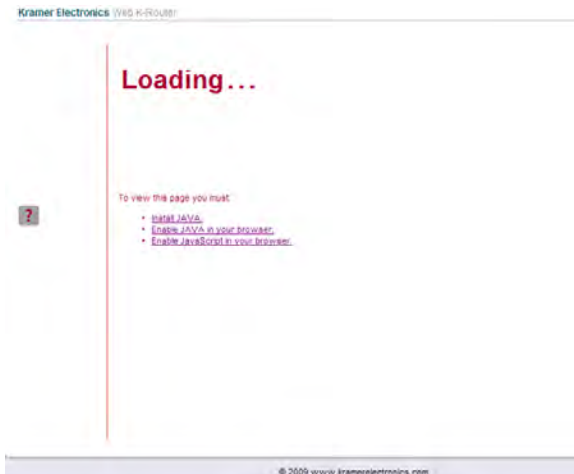 Kramer Electronics Web K-Router
Loading...
To view this page you must
?
• Install JAVA.
• Enable JAVA in your browser.
• Enable JavaScript in your browser.
© 2009 www.kramerelectronics.com